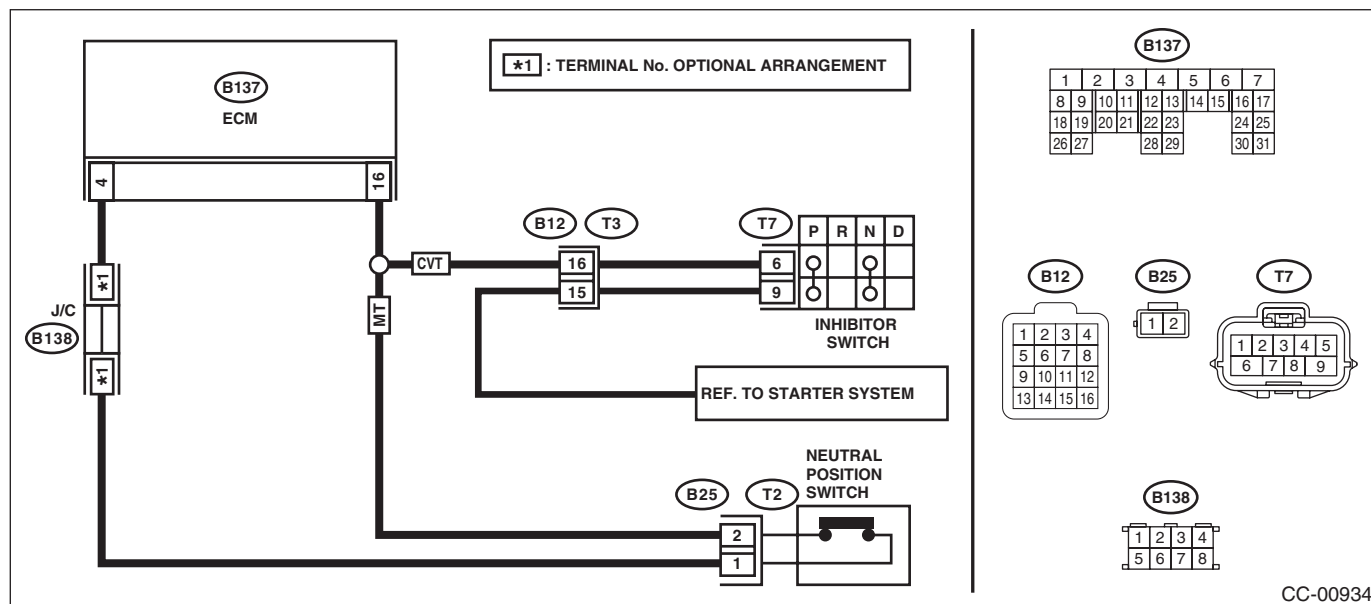 B137
ECM
4
16
*1 : TERMINAL No. OPTIONAL ARRANGEMENT
B12 T3 T7 P R N D
CVT
16 6
15 9
INHIBITOR
SWITCH
*1
J/C
B138
*1
MT
REF. TO STARTER SYSTEM
NEUTRAL
POSITION
SWITCH
B25 T2
2
1
B137
1 2 3 4 5 6 7
8 9 10 11 12 13 14 15 16 17
18 19 20 21 22 23 24 25
26 27 28 29 30 31
B12
1 2 3 4
5 6 7 8
9 10 11 12
13 14 15 16
B25
1 2
T7
1 2 3 4 5
6 7 8 9
B138
1 2 3 4
5 6 7 8
CC-00934